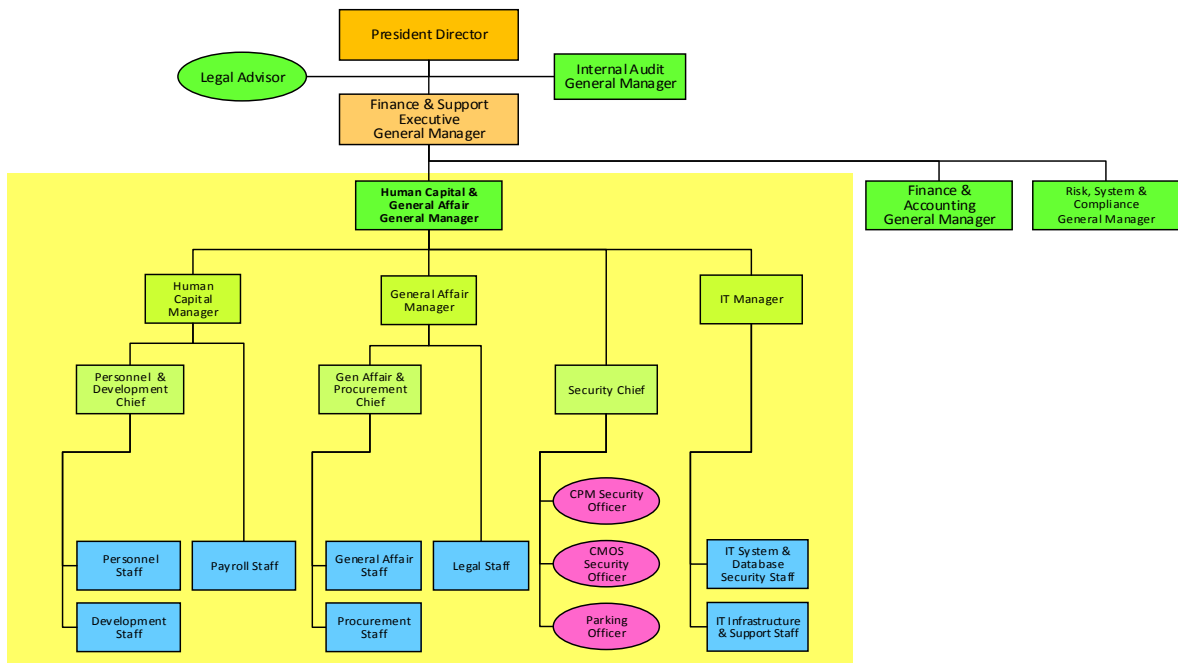 President Director
Legal Advisor
Internal Audit
General Manager
Finance & Support
Executive
General Manager
Human Capital &
General Affair
General Manager
Finance &
Accounting
General Manager
Risk, System &
Compliance
General Manager
Human
Capital
Manager
General Affair
Manager
IT Manager
Personnel &
Development
Chief
Gen Affair &
Procurement
Chief
Security Chief
CPM Security
Officer
CMOS
Security
Officer
Parking
Officer
Personnel
Staff
Payroll Staff
General Affair
Staff
Legal Staff
IT System &
Database
Security Staff
Development
Staff
Procurement
Staff
IT Infrastructure
& Support Staff